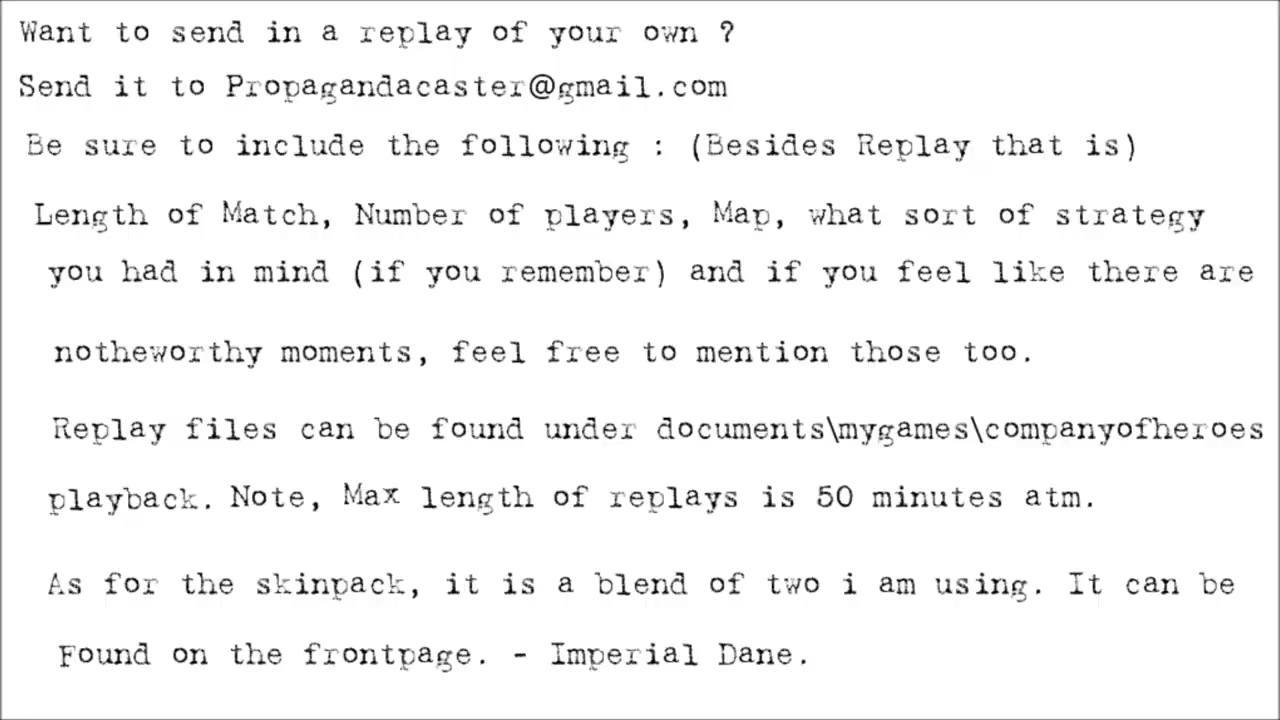 Want to send in a replay of your own ?
Send it to Propagandacaster@gmail.com
Be sure to include the following : (Besides Replay that is)
Length of Match, Number of players, Map, what sort of strategy
you had in mind (if you remember) and if you feel like there are
notheworthy moments, feel free to mention those too.
Replay files can be found under documents\mygames\companyofheroes
playback. Note, Max length of replays is 50 minutes atm.
As for the skinpack, it is a blend of two i am using. It can be
Found on the frontpage. - Imperial Dane.